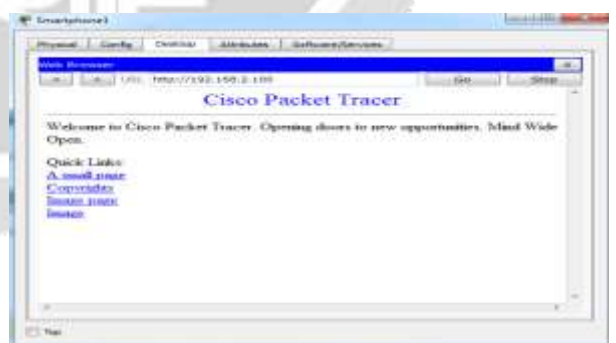 Smartphone3
Physical Config Desktop Attributes Software/Services
Web Browser
< > URL http://192.168.2.100 Go Stop
Cisco Packet Tracer
Welcome to Cisco Packet Tracer. Opening doors to new opportunities. Mind Wide
Open.
Quick Links:
A small page
Copyrights
Image page
Image
Top